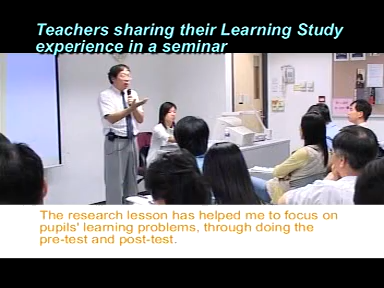 Teachers sharing their Learning Study
experience in a seminar
The research lesson has helped me to focus on
pupils' learning problems, through doing the
pre-test and post-test.